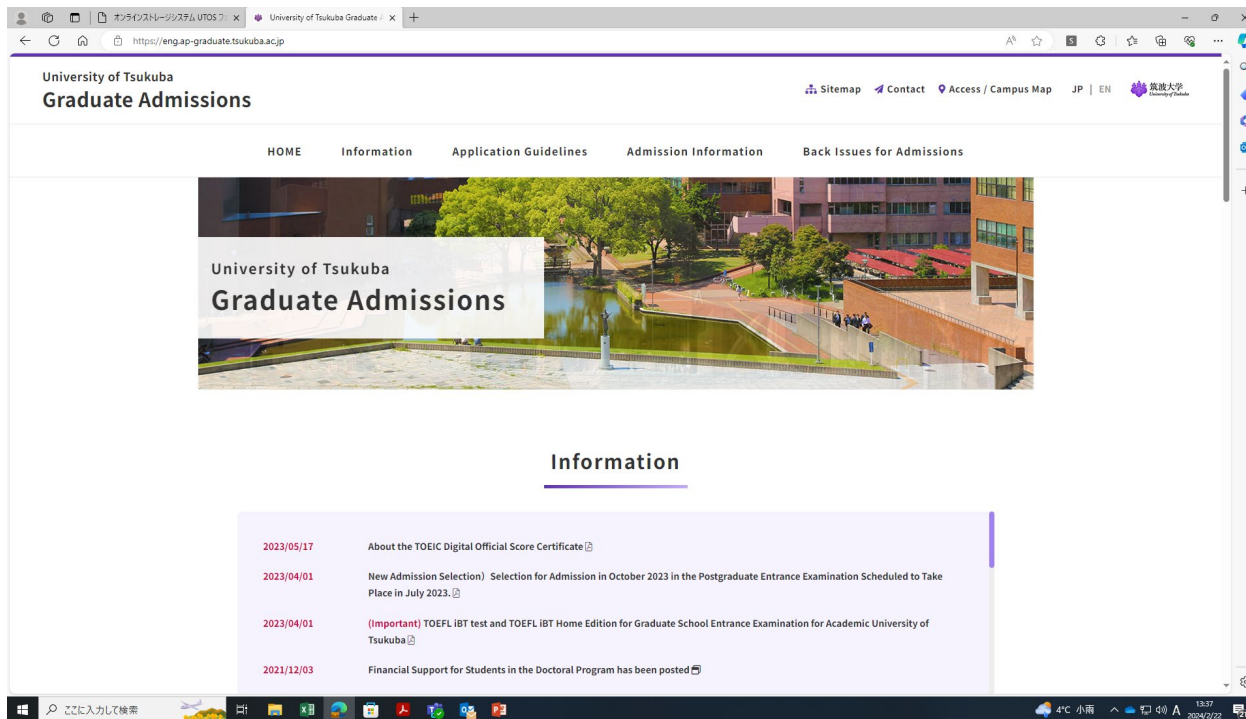 オンラインストレージシステム UTOS フ
University of Tsukuba Graduate A
https://eng.ap-graduate.tsukuba.ac.jp
University of Tsukuba
Graduate Admissions
Sitemap Contact Access / Campus Map JP | EN 筑波大学
University of Tsukuba
HOME Information Application Guidelines Admission Information Back Issues for Admissions
University of Tsukuba
Graduate Admissions
Information
2023/05/17 About the TOEIC Digital Official Score Certificate
2023/04/01 New Admission Selection）Selection for Admission in October 2023 in the Postgraduate Entrance Examination Scheduled to Take
Place in July 2023.
2023/04/01 (Important) TOEFL iBT test and TOEFL iBT Home Edition for Graduate School Entrance Examination for Academic University of
Tsukuba
2021/12/03 Financial Support for Students in the Doctoral Program has been posted
ここに入力して検索
4°C 小雨 A 13:37
2024/2/22